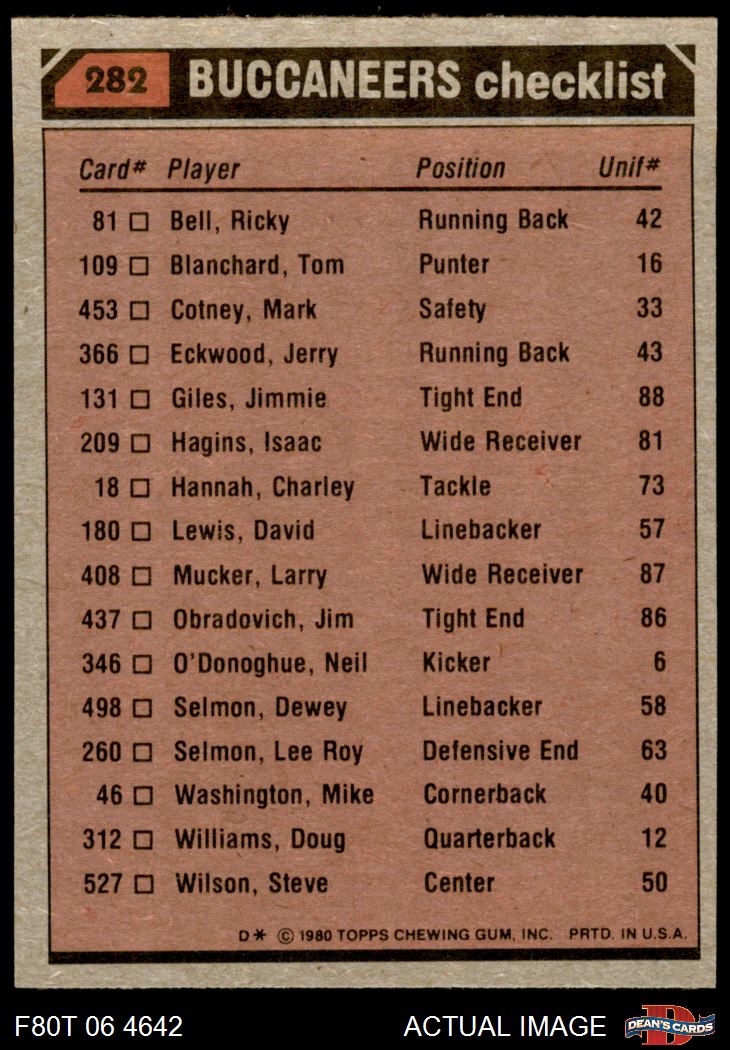 282 BUCCANEERS checklist
Card# Player Position Unif#
81 Bell, Ricky Running Back 42
109 Blanchard, Tom Punter 16
453 Cotney, Mark Safety 33
366 Eckwood, Jerry Running Back 43
131 Giles, Jimmie Tight End 88
209 Hagins, Isaac Wide Receiver 81
18 Hannah, Charley Tackle 73
180 Lewis, David Linebacker 57
408 Mucker, Larry Wide Receiver 87
437 Obradovich, Jim Tight End 86
346 O'Donoghue, Neil Kicker 6
498 Selmon, Dewey Linebacker 58
260 Selmon, Lee Roy Defensive End 63
46 Washington, Mike Cornerback 40
312 Williams, Doug Quarterback 12
527 Wilson, Steve Center 50
D* © 1980 TOPPS CHEWING GUM, INC. PRTD. IN U.S.A.
F80T 06 4642 ACTUAL IMAGE D DEAN'S CARDS